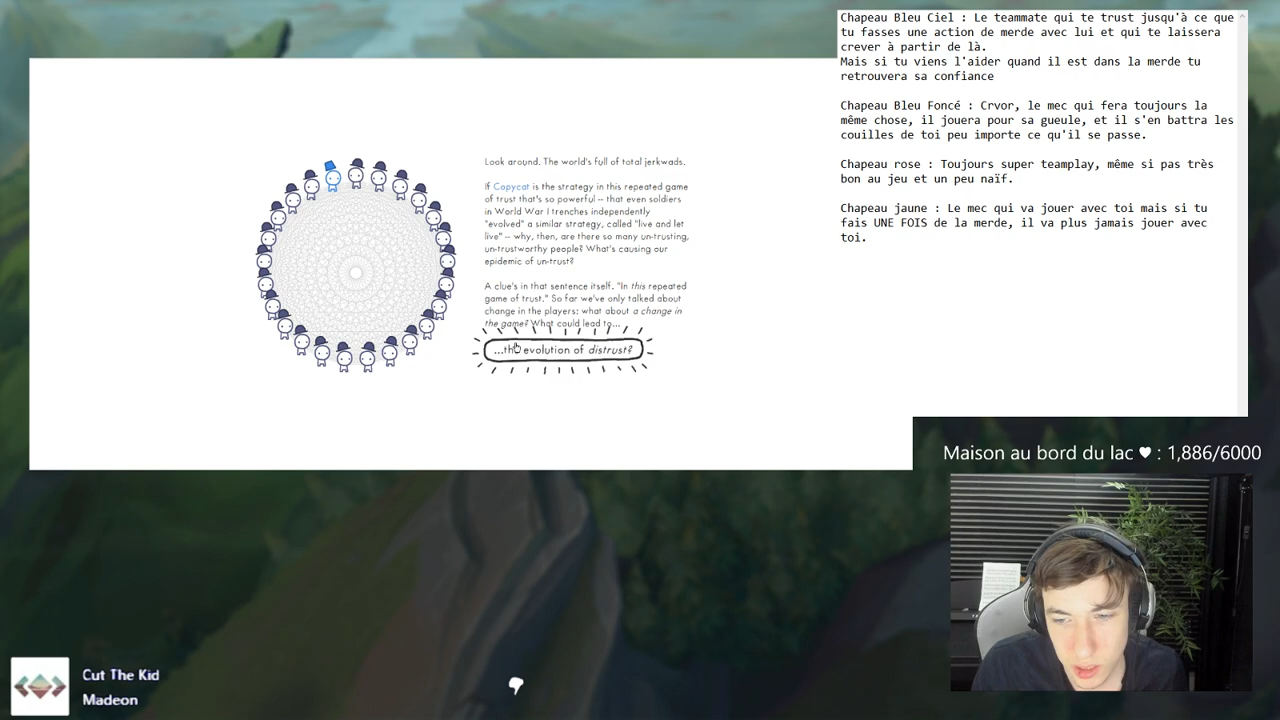 Look around. The world's full of total jerkwads.
If Copycat is the strategy in this repeated
game of trust that's so powerful – that even soldiers
in World War I trenches independently
"evolved" a similar strategy, called "live and let
live" – why, then, are there so many un-trusting,
un-trustworthy people? What's causing our
epidemic of un-trust?
A clue's in that sentence itself. "In this repeated
game of trust." So far we've only talked about
change in the players; what about a change in
the game? What could lead to...
...the evolution of distrust?
Chapeau Bleu Ciel : Le teammate qui te trust jusqu'à ce que
tu fasses une action de merde avec lui et qui te laissera
crever à partir de là.
Mais si tu viens l'aider quand il est dans la merde tu
retrouvera sa confiance
Chapeau Bleu Foncé : Crvor, le mec qui fera toujours la
même chose, il jouera pour sa gueule, et il s'en battra les
couilles de toi peu importe ce qu'il se passe.
Chapeau rose : Toujours super teamplay, même si pas très
bon au jeu et un peu naïf.
Chapeau jaune : Le mec qui va jouer avec toi mais si tu
fais UNE FOIS de la merde, il va plus jamais jouer avec
toi.
Maison au bord du lac ♥ : 1,886/6000
Cut The Kid
Madeon